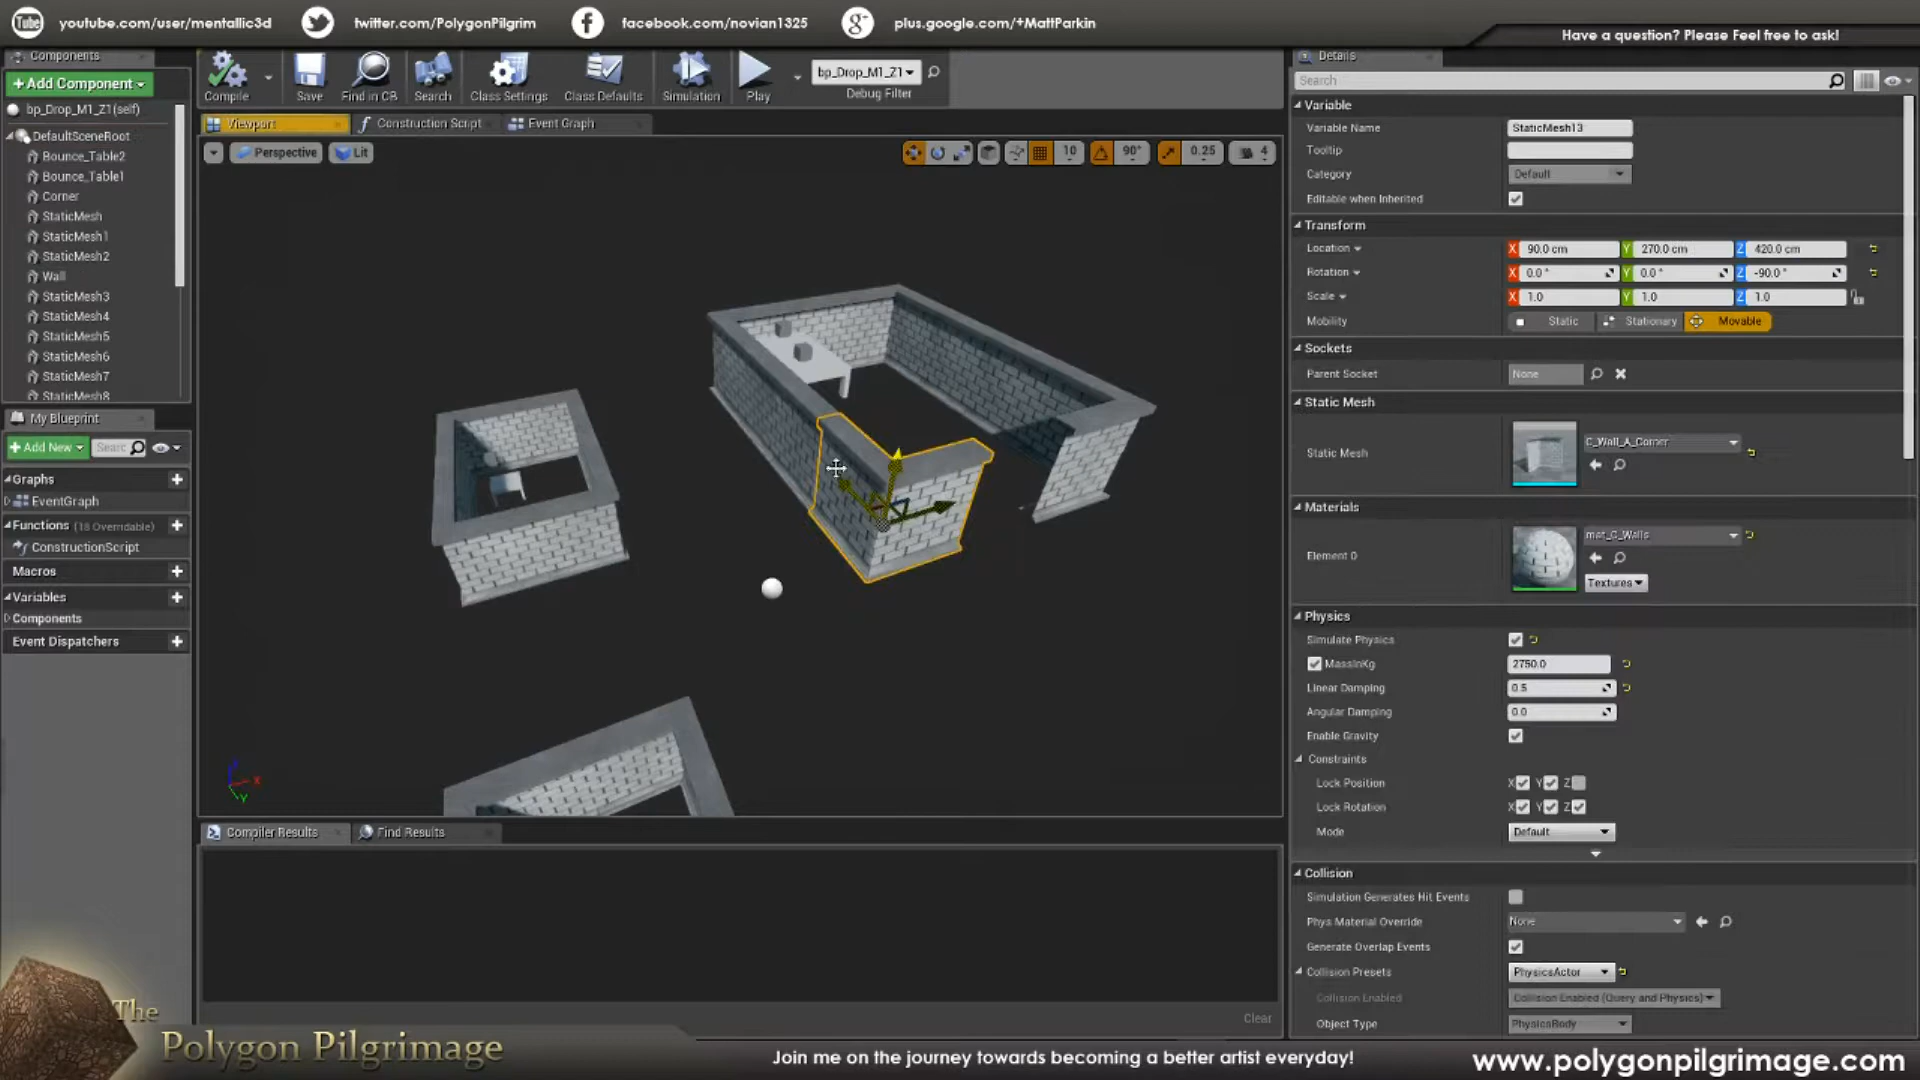 youtube.com/user/mentallic3d
twitter.com/PolygonPilgrim
facebook.com/novian1325
plus.google.com/+MattParkin
Have a question? Please Feel free to ask!
Components
+Add Component
bp_Drop_M1_Z1(self)
DefaultSceneRoot
Bounce_Table2
Bounce_Table1
Corner
StaticMesh
StaticMesh1
StaticMesh2
Wall
StaticMesh3
StaticMesh4
StaticMesh5
StaticMesh6
StaticMesh7
StaticMesh8
My Blueprint
+Add New
Searc
Graphs
EventGraph
Functions (18 Overridable)
ConstructionScript
Macros
Variables
Components
Event Dispatchers
Compile
Save
Find in CB
Search
Class Settings
Class Defaults
Simulation
Play
bp_Drop_M1_Z1
Debug Filter
Viewport
Construction Script
Event Graph
Perspective
Lit
10
90°
0.25
4
Compiler Results
Find Results
Clear
Details
Search
Variable
Variable Name
StaticMesh13
Tooltip
Category
Default
Editable when Inherited
Transform
Location
X 90.0 cm
Y 270.0 cm
Z 420.0 cm
Rotation
X 0.0 °
Y 0.0 °
Z -90.0 °
Scale
X 1.0
Y 1.0
Z 1.0
Mobility
Static
Stationary
Movable
Sockets
Parent Socket
None
Static Mesh
Static Mesh
C_Wall_A_Corner
Materials
Element 0
mat_C_Walls
Textures
Physics
Simulate Physics
MassInKg
2750.0
Linear Damping
0.5
Angular Damping
0.0
Enable Gravity
Constraints
Lock Position
X Y Z
Lock Rotation
X Y Z
Mode
Default
Collision
Simulation Generates Hit Events
Phys Material Override
None
Generate Overlap Events
Collision Presets
PhysicsActor
Collision Enabled
Collision Enabled (Query and Physics)
Object Type
PhysicsBody
The
Polygon Pilgrimage
Join me on the journey towards becoming a better artist everyday!
www.polygonpilgrimage.com